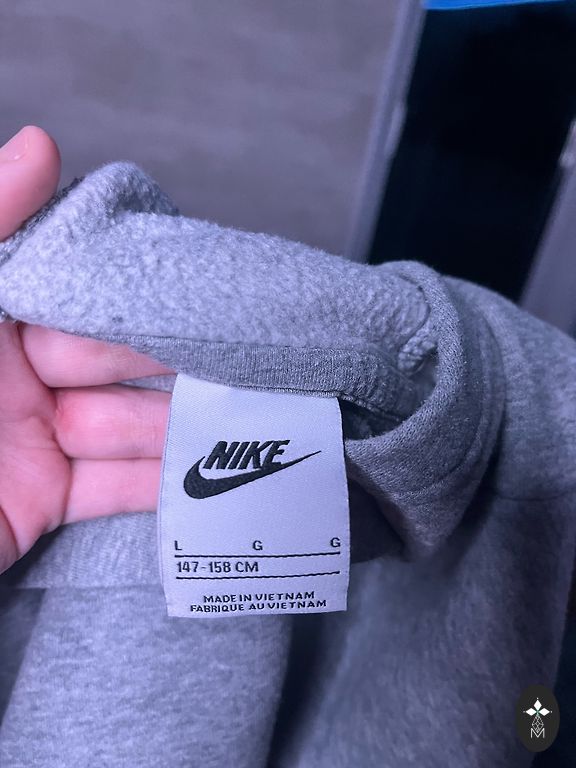 NIKE
L G G
147-158 CM
MADE IN VIETNAM
FABRIQUE AU VIETNAM
M